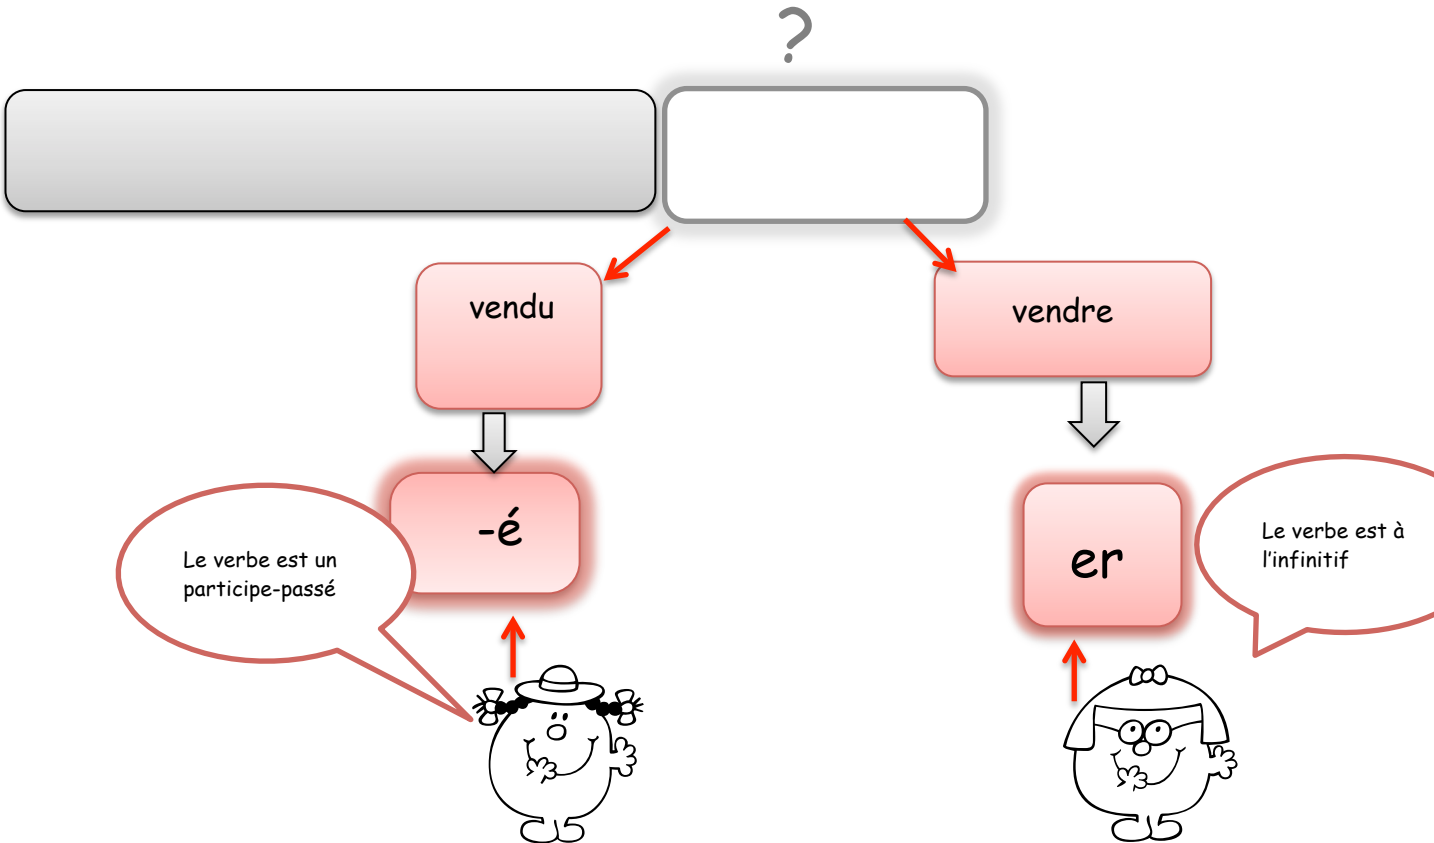 ?
vendu
vendre
-é
er
Le verbe est un
participe-passé
Le verbe est à
l’infinitif